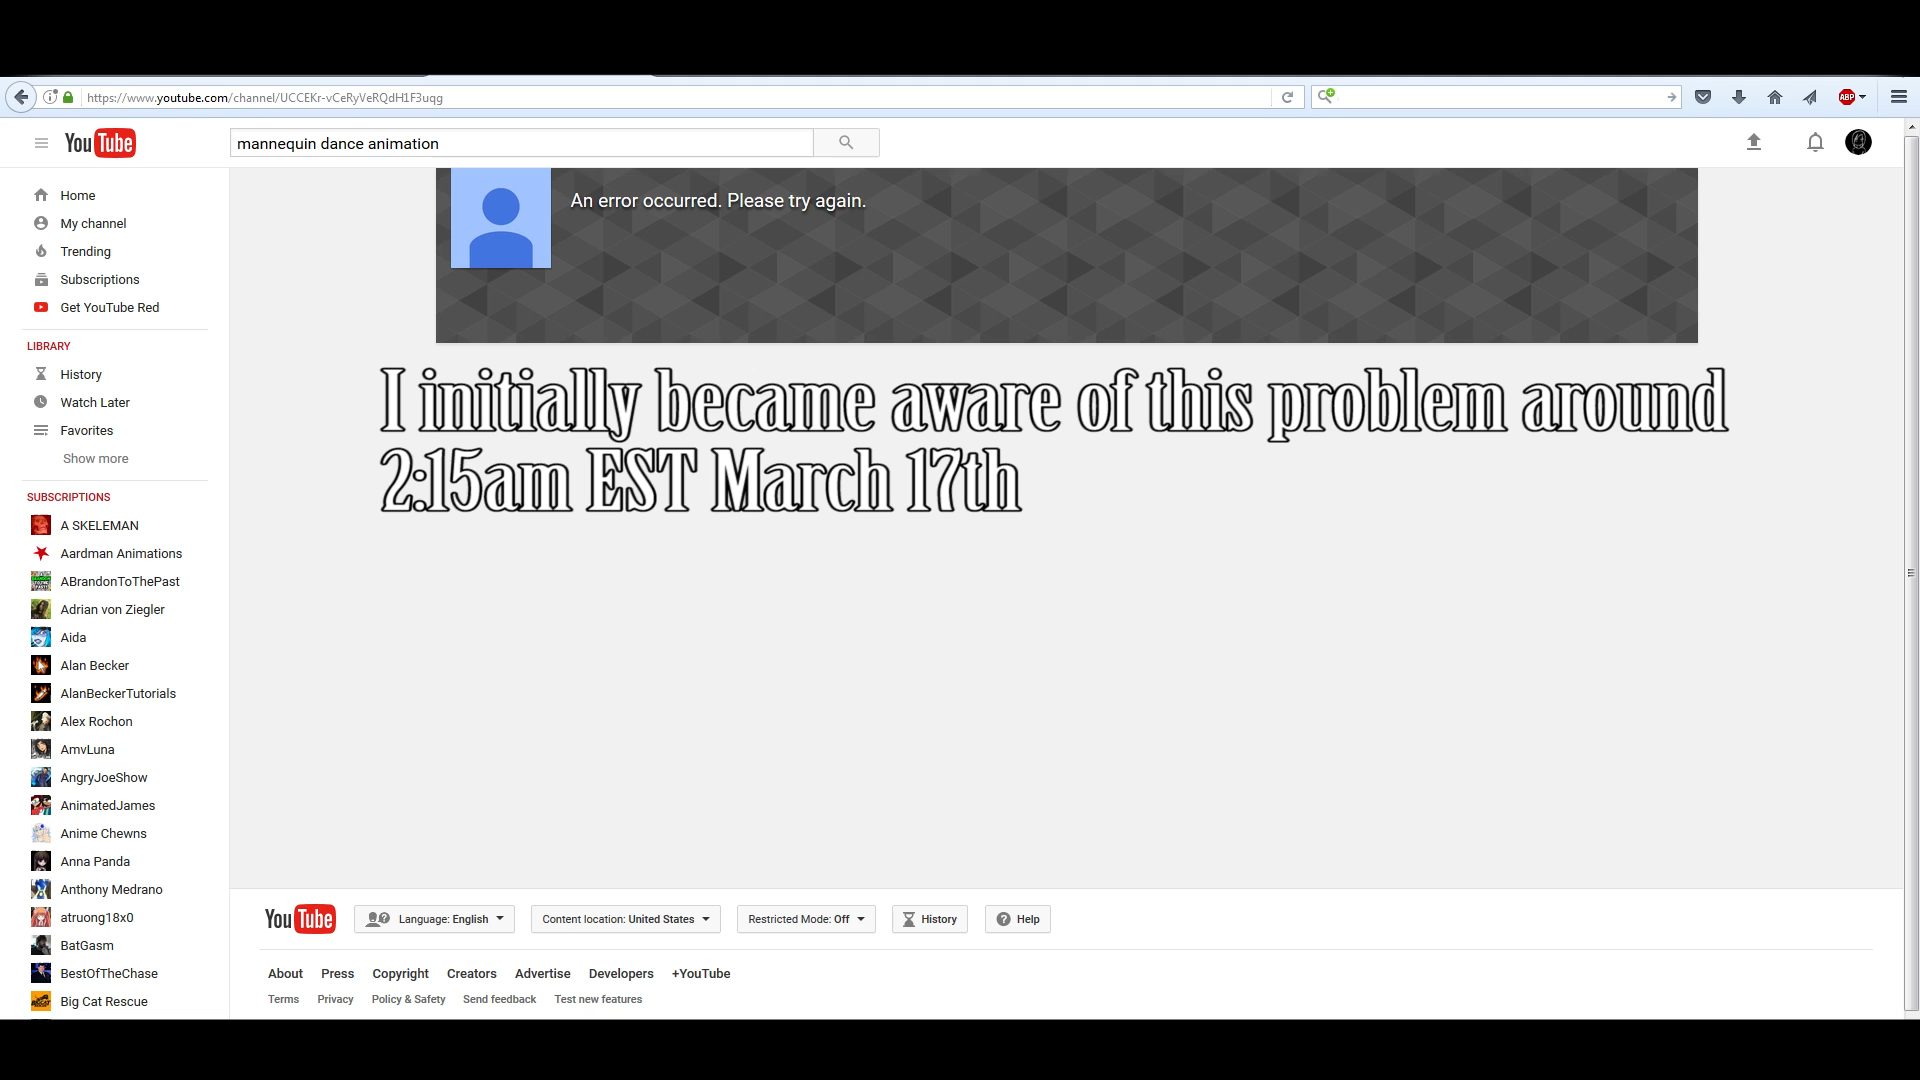 https://www.youtube.com/channel/UCCEKr-vCeRyVeRQdH1F3uqg
ABP
YouTube
mannequin dance animation
Home
My channel
Trending
Subscriptions
Get YouTube Red
LIBRARY
History
Watch Later
Favorites
Show more
SUBSCRIPTIONS
A SKELEMAN
Aardman Animations
ABrandonToThePast
Adrian von Ziegler
Aida
Alan Becker
AlanBeckerTutorials
Alex Rochon
AmvLuna
AngryJoeShow
AnimatedJames
Anime Chewns
Anna Panda
Anthony Medrano
atruong18x0
BatGasm
BestOfTheChase
Big Cat Rescue
An error occurred. Please try again.
I initially became aware of this problem around
2:15am EST March 17th
YouTube Language: English Content location: United States Restricted Mode: Off History Help
About Press Copyright Creators Advertise Developers +YouTube
Terms Privacy Policy & Safety Send feedback Test new features